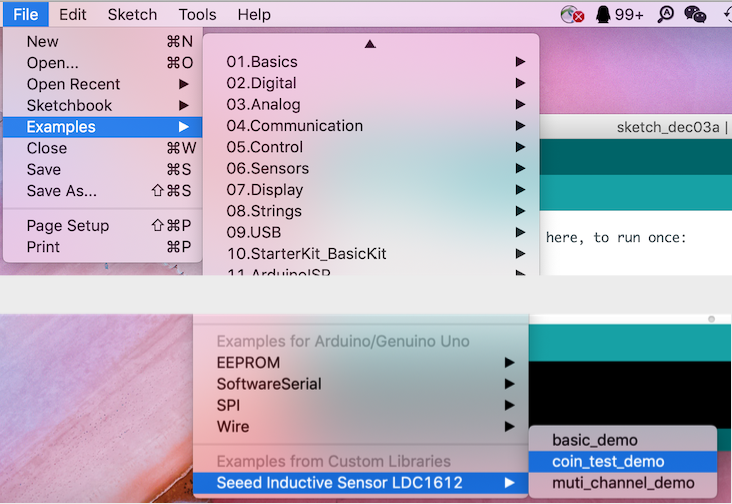 File Edit Sketch Tools Help 99+
New ⌘N
Open... ⌘O
Open Recent
Sketchbook
Examples
Close ⌘W
Save ⌘S
Save As... ⇧⌘S
Page Setup ⇧⌘P
Print ⌘P
01.Basics
02.Digital
03.Analog
04.Communication
05.Control
06.Sensors
07.Display
08.Strings
09.USB
10.StarterKit_BasicKit
11.ArduinoISP
sketch_dec03a |
here, to run once:
Examples for Arduino/Genuino Uno
EEPROM
SoftwareSerial
SPI
Wire
Examples from Custom Libraries
Seeed Inductive Sensor LDC1612
basic_demo
coin_test_demo
muti_channel_demo